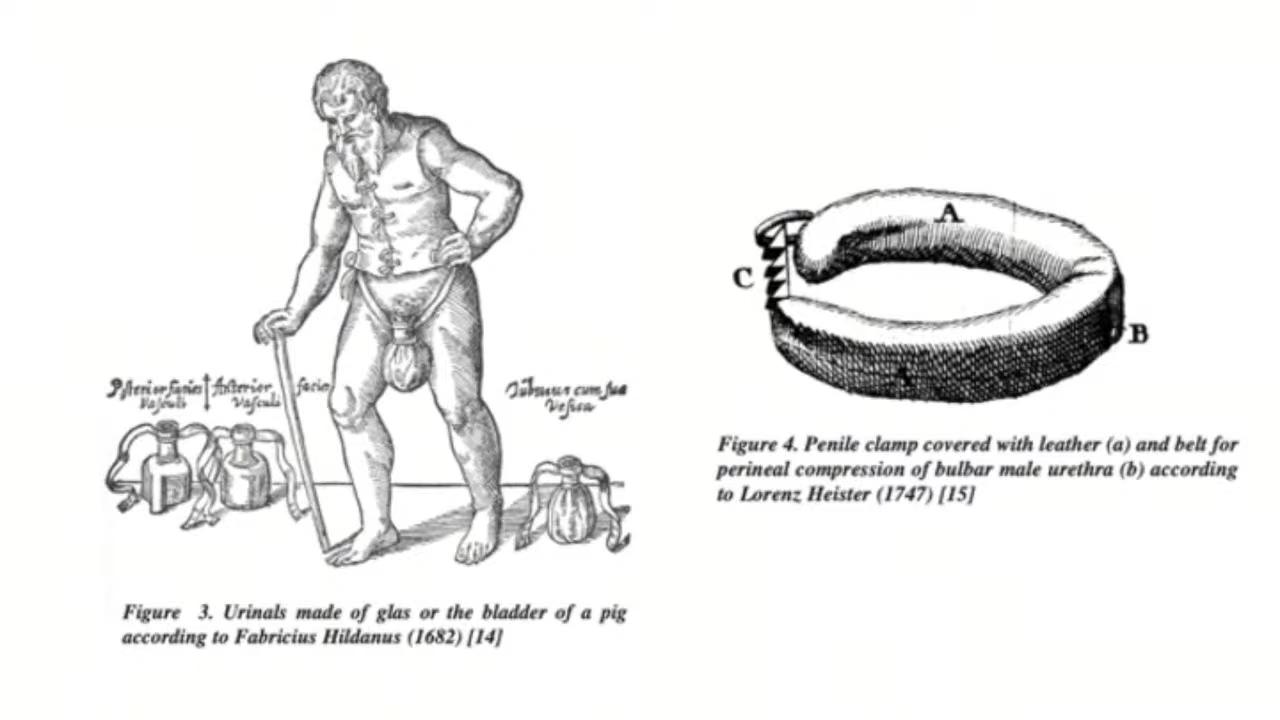 Posterior facies
Vasculi
Anterior facies
Vasculi
cum sua
Vesica
A
C
B
A
Figure 3. Urinals made of glas or the bladder of a pig
according to Fabricius Hildanus (1682) [14]
Figure 4. Penile clamp covered with leather (a) and belt for
perineal compression of bulbar male urethra (b) according
to Lorenz Heister (1747) [15]